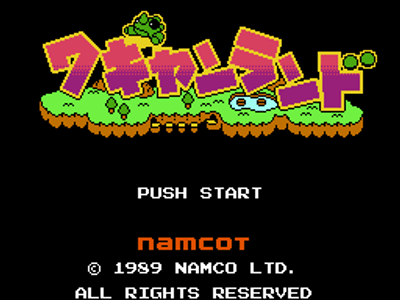 ワギャンランド
PUSH START
namcot
© 1989 NAMCO LTD.
ALL RIGHTS RESERVED